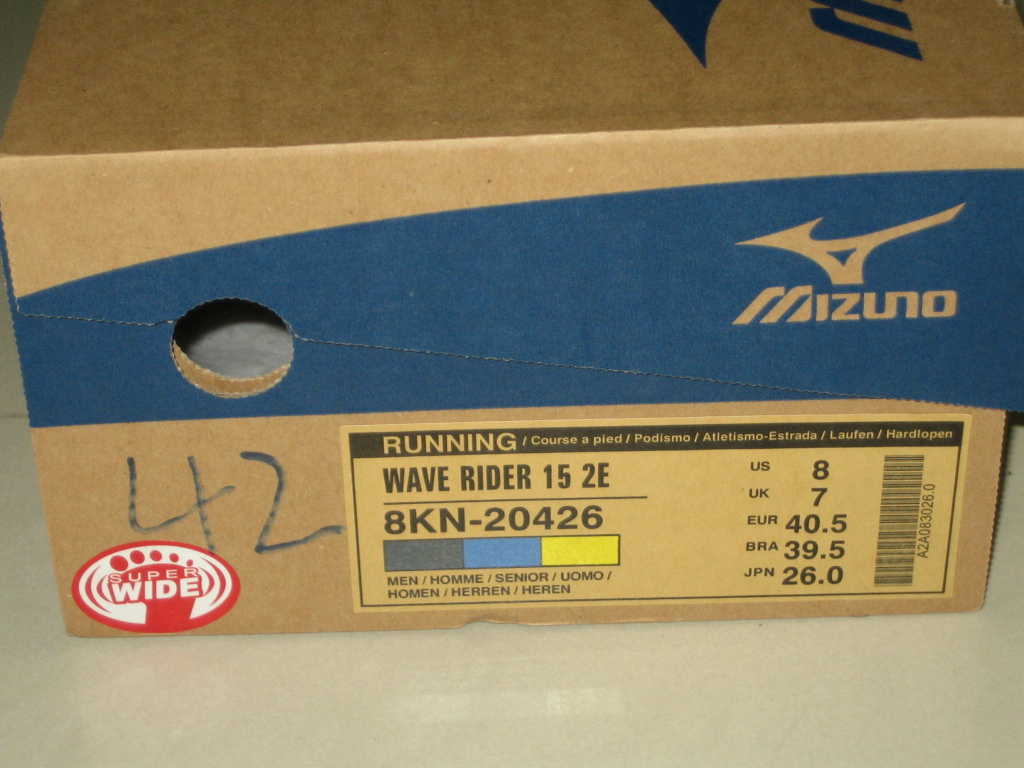 MIZUNO
RUNNING / Course a pied / Podismo / Atletismo-Estrada / Laufen / Hardlopen
WAVE RIDER 15 2E
8KN-20426
MEN / HOMME / SENIOR / UOMO /
HOMEN / HERREN / HEREN
US 8
UK 7
EUR 40.5
BRA 39.5
JPN 26.0
A2A083026.0
42
SUPER
WIDE